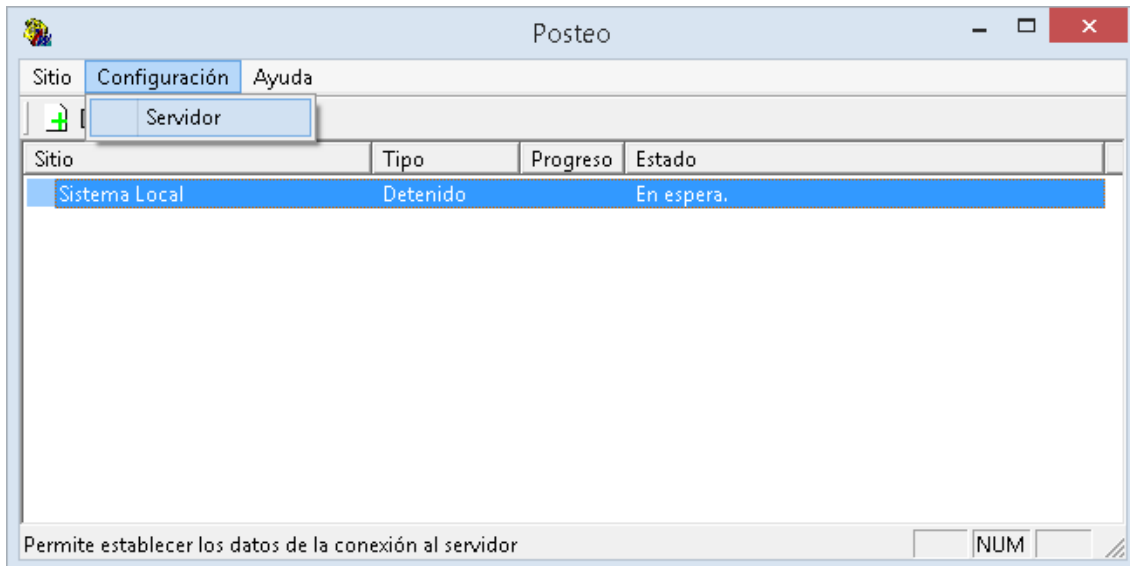 Posteo
Sitio Configuración Ayuda
Servidor
Sitio Tipo Progreso Estado
Sistema Local Detenido En espera.
Permite establecer los datos de la conexión al servidor NUM